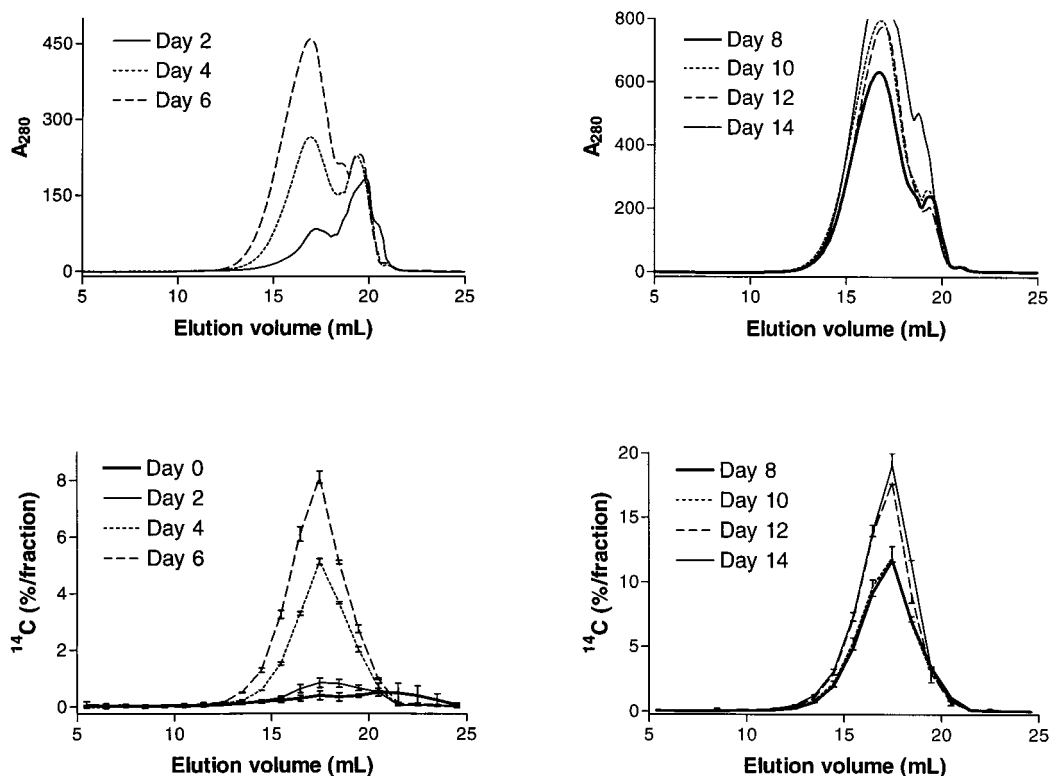 Day 2
Day 4
Day 6
450
300
150
0
A280
5 10 15 20 25
Elution volume (mL)
Day 8
Day 10
Day 12
Day 14
800
600
400
200
0
A280
5 10 15 20 25
Elution volume (mL)
Day 0
Day 2
Day 4
Day 6
8
6
4
2
0
14C (%/fraction)
5 10 15 20 25
Elution volume (mL)
Day 8
Day 10
Day 12
Day 14
20
15
10
5
0
14C (%/fraction)
5 10 15 20 25
Elution volume (mL)